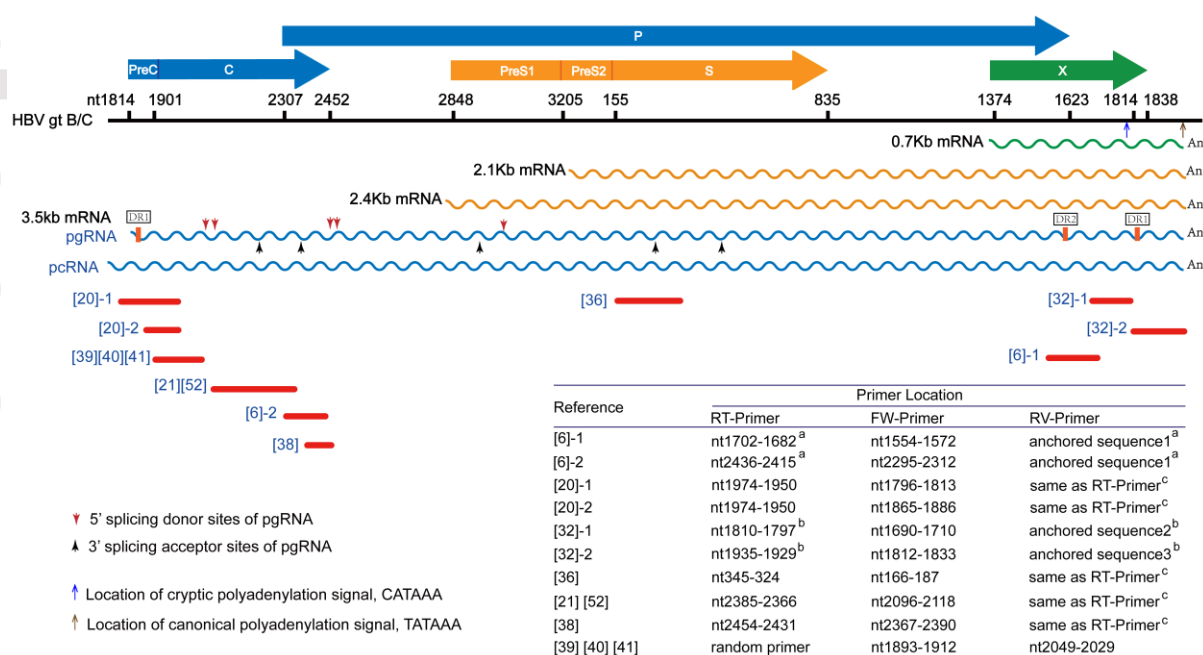 P
PreC C PreS1 PreS2 S X
nt1814 1901 2307 2452 2848 3205 155 835 1374 1623 1814 1838
HBV gt B/C
0.7Kb mRNA An
2.1Kb mRNA An
2.4Kb mRNA An
3.5kb mRNA DR1 DR2 DR1
pgRNA An
pcRNA An
[20]-1 [36] [32]-1
[20]-2 [32]-2
[39][40][41] [6]-1
[21][52]
[6]-2
[38]
5' splicing donor sites of pgRNA
3' splicing acceptor sites of pgRNA
Location of cryptic polyadenylation signal, CATAAA
Location of canonical polyadenylation signal, TATAAA
Primer Location
Reference RT-Primer FW-Primer RV-Primer
[6]-1 nt1702-1682a nt1554-1572 anchored sequence1a
[6]-2 nt2436-2415a nt2295-2312 anchored sequence1a
[20]-1 nt1974-1950 nt1796-1813 same as RT-Primerc
[20]-2 nt1974-1950 nt1865-1886 same as RT-Primerc
[32]-1 nt1810-1797b nt1690-1710 anchored sequence2b
[32]-2 nt1935-1929b nt1812-1833 anchored sequence3b
[36] nt345-324 nt166-187 same as RT-Primerc
[21] [52] nt2385-2366 nt2096-2118 same as RT-Primerc
[38] nt2454-2431 nt2367-2390 same as RT-Primerc
[39] [40] [41] random primer nt1893-1912 nt2049-2029